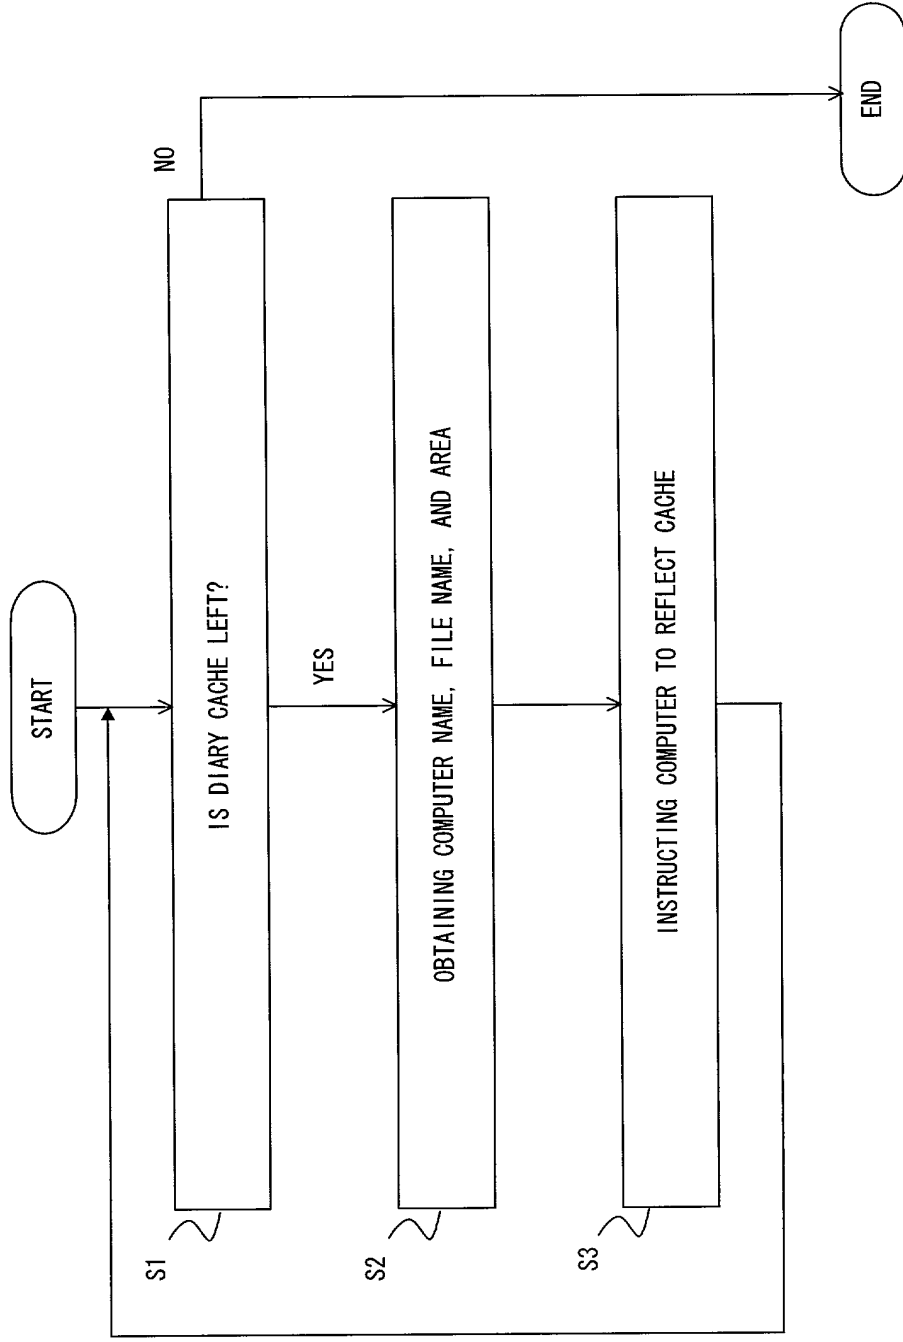 START
S1
IS DIARY CACHE LEFT?
NO
YES
S2
OBTAINING COMPUTER NAME, FILE NAME, AND AREA
S3
INSTRUCTING COMPUTER TO REFLECT CACHE
END